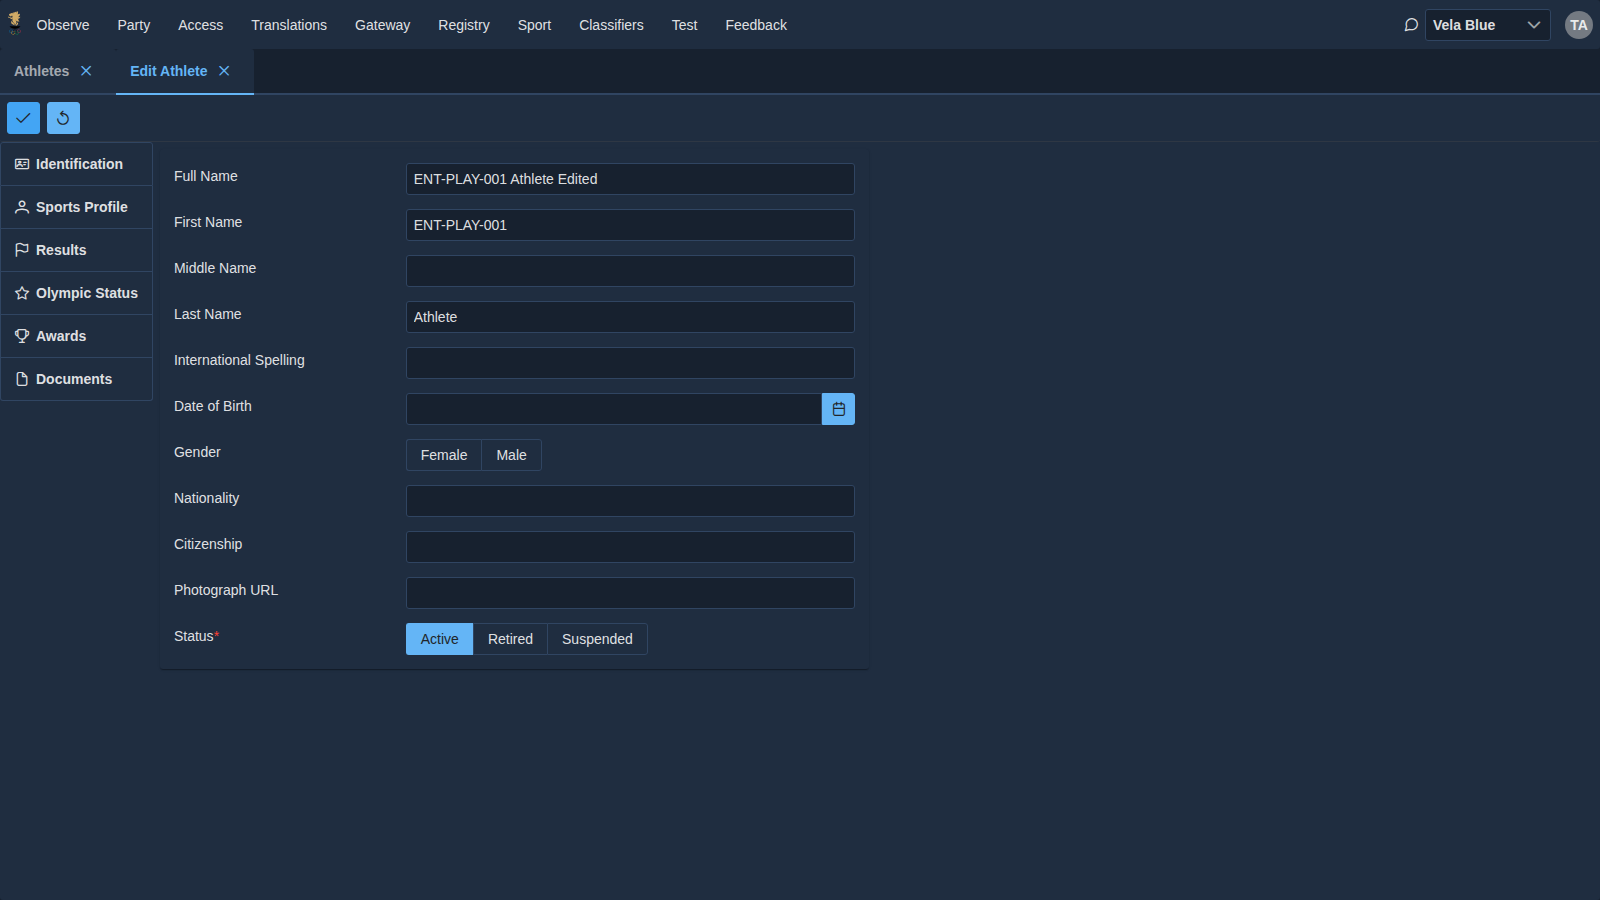 Observe Party Access Translations Gateway Registry Sport Classifiers Test Feedback Vela Blue TA
Athletes Edit Athlete
Identification
Sports Profile
Results
Olympic Status
Awards
Documents
Full Name ENT-PLAY-001 Athlete Edited
First Name ENT-PLAY-001
Middle Name
Last Name Athlete
International Spelling
Date of Birth
Gender Female Male
Nationality
Citizenship
Photograph URL
Status* Active Retired Suspended